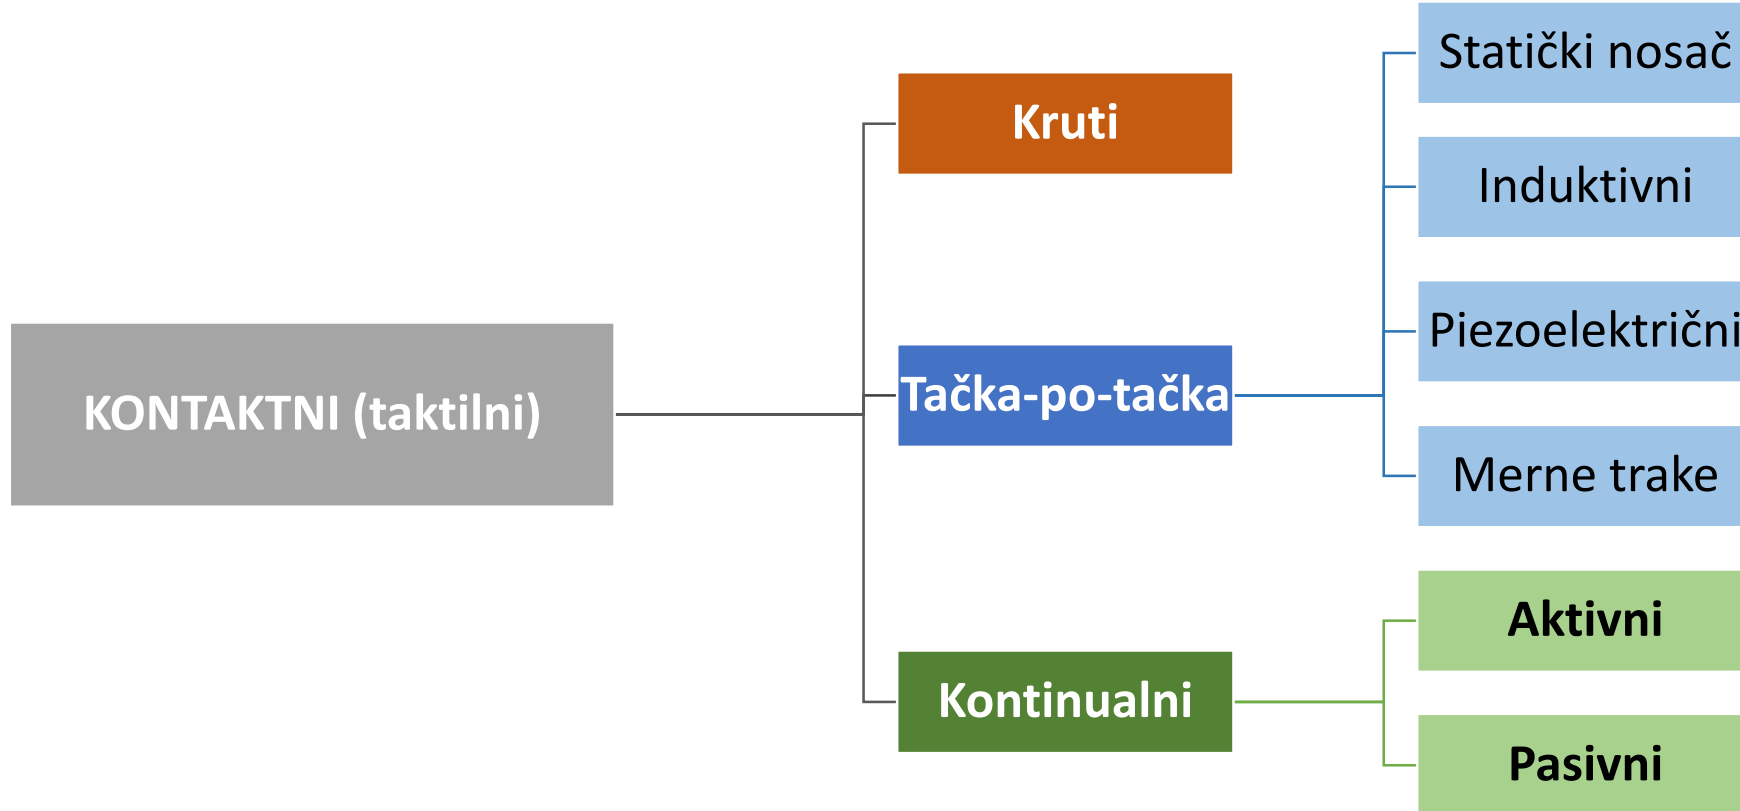 KONTAKTNI (taktilni)
Kruti
Tačka-po-tačka
Statički nosač
Induktivni
Piezoelektrični
Merne trake
Kontinualni
Aktivni
Pasivni